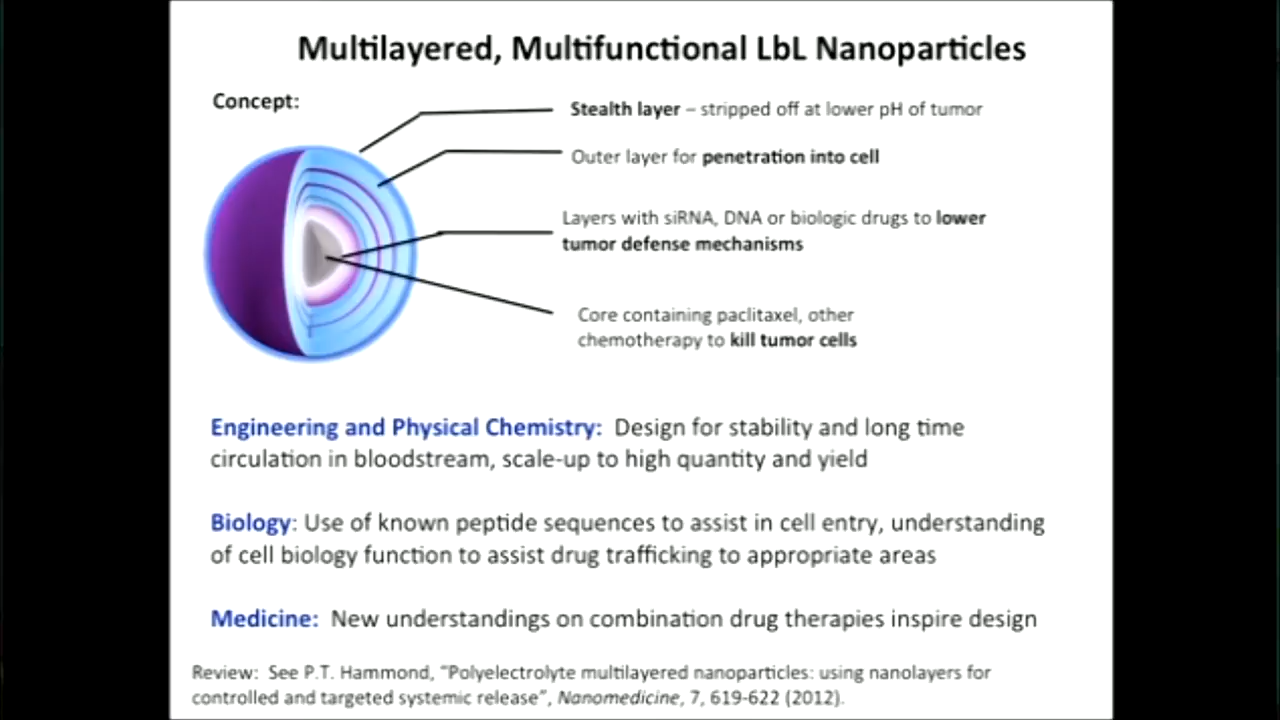 Multilayered, Multifunctional LbL Nanoparticles
Concept:
Stealth layer – stripped off at lower pH of tumor
Outer layer for penetration into cell
Layers with siRNA, DNA or biologic drugs to lower
tumor defense mechanisms
Core containing paclitaxel, other
chemotherapy to kill tumor cells
Engineering and Physical Chemistry: Design for stability and long time
circulation in bloodstream, scale-up to high quantity and yield
Biology: Use of known peptide sequences to assist in cell entry, understanding
of cell biology function to assist drug trafficking to appropriate areas
Medicine: New understandings on combination drug therapies inspire design
Review: See P.T. Hammond, “Polyelectrolyte multilayered nanoparticles: using nanolayers for
controlled and targeted systemic release”, Nanomedicine, 7, 619-622 (2012).